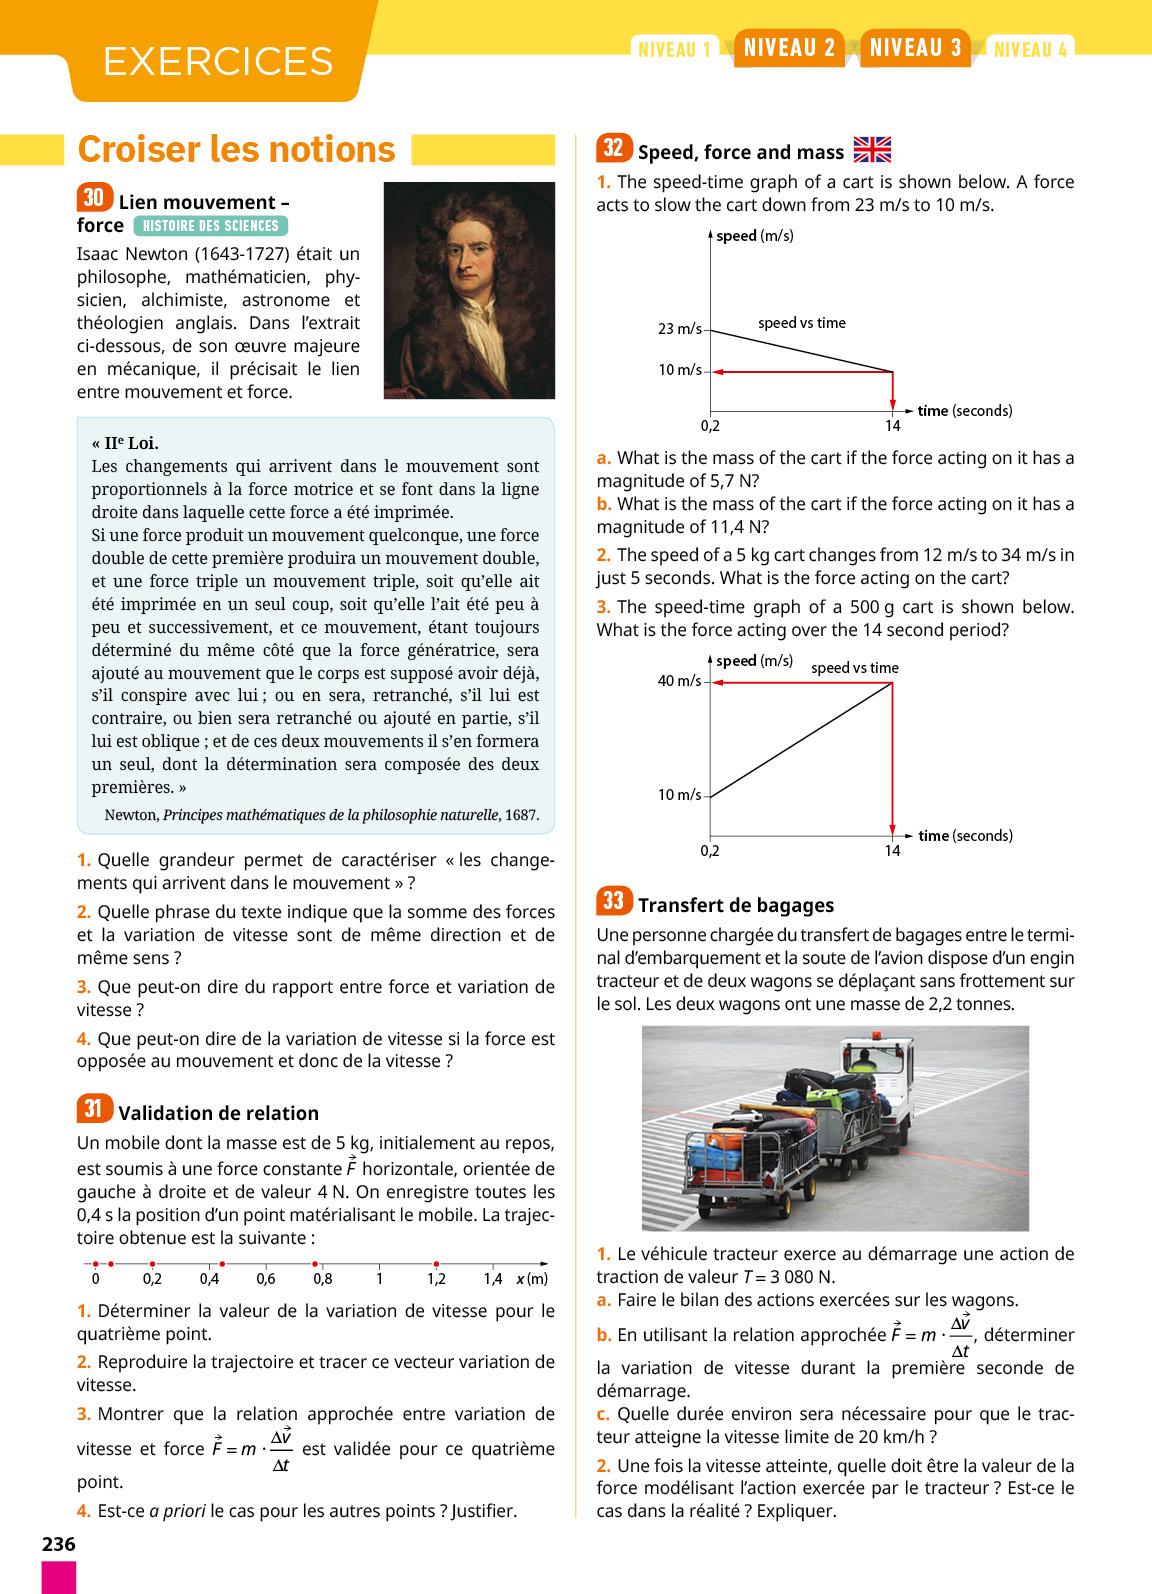 EXERCICES
NIVEAU 1
NIVEAU 2
NIVEAU 3
NIVEAU 4
Croiser les notions
30 Lien mouvement –
force HISTOIRE DES SCIENCES
Isaac Newton (1643-1727) était un
philosophe, mathématicien, phy-
sicien, alchimiste, astronome et
théologien anglais. Dans l’extrait
ci-dessous, de son œuvre majeure
en mécanique, il précisait le lien
entre mouvement et force.
« IIe Loi.
Les changements qui arrivent dans le mouvement sont
proportionnels à la force motrice et se font dans la ligne
droite dans laquelle cette force a été imprimée.
Si une force produit un mouvement quelconque, une force
double de cette première produira un mouvement double,
et une force triple un mouvement triple, soit qu’elle ait
été imprimée en un seul coup, soit qu’elle l’ait été peu à
peu et successivement, et ce mouvement, étant toujours
déterminé du même côté que la force génératrice, sera
ajouté au mouvement que le corps est supposé avoir déjà,
s’il conspire avec lui ; ou en sera, retranché, s’il lui est
contraire, ou bien sera retranché ou ajouté en partie, s’il
lui est oblique ; et de ces deux mouvements il s’en formera
un seul, dont la détermination sera composée des deux
premières. »
Newton, Principes mathématiques de la philosophie naturelle, 1687.
1. Quelle grandeur permet de caractériser « les change-
ments qui arrivent dans le mouvement » ?
2. Quelle phrase du texte indique que la somme des forces
et la variation de vitesse sont de même direction et de
même sens ?
3. Que peut-on dire du rapport entre force et variation de
vitesse ?
4. Que peut-on dire de la variation de vitesse si la force est
opposée au mouvement et donc de la vitesse ?
31 Validation de relation
Un mobile dont la masse est de 5 kg, initialement au repos,
est soumis à une force constante F⃗ horizontale, orientée de
gauche à droite et de valeur 4 N. On enregistre toutes les
0,4 s la position d’un point matérialisant le mobile. La trajec-
toire obtenue est la suivante :
0 0,2 0,4 0,6 0,8 1 1,2 1,4 x (m)
1. Déterminer la valeur de la variation de vitesse pour le
quatrième point.
2. Reproduire la trajectoire et tracer ce vecteur variation de
vitesse.
3. Montrer que la relation approchée entre variation de
vitesse et force F⃗ = m · Δv⃗/Δt est validée pour ce quatrième
point.
4. Est-ce a priori le cas pour les autres points ? Justifier.
236
32 Speed, force and mass
1. The speed-time graph of a cart is shown below. A force
acts to slow the cart down from 23 m/s to 10 m/s.
speed (m/s)
23 m/s
speed vs time
10 m/s
time (seconds)
0,2 14
a. What is the mass of the cart if the force acting on it has a
magnitude of 5,7 N?
b. What is the mass of the cart if the force acting on it has a
magnitude of 11,4 N?
2. The speed of a 5 kg cart changes from 12 m/s to 34 m/s in
just 5 seconds. What is the force acting on the cart?
3. The speed-time graph of a 500 g cart is shown below.
What is the force acting over the 14 second period?
speed (m/s)
speed vs time
40 m/s
10 m/s
time (seconds)
0,2 14
33 Transfert de bagages
Une personne chargée du transfert de bagages entre le termi-
nal d’embarquement et la soute de l’avion dispose d’un engin
tracteur et de deux wagons se déplaçant sans frottement sur
le sol. Les deux wagons ont une masse de 2,2 tonnes.
1. Le véhicule tracteur exerce au démarrage une action de
traction de valeur T = 3 080 N.
a. Faire le bilan des actions exercées sur les wagons.
b. En utilisant la relation approchée F⃗ = m · Δv⃗/Δt, déterminer
la variation de vitesse durant la première seconde de
démarrage.
c. Quelle durée environ sera nécessaire pour que le trac-
teur atteigne la vitesse limite de 20 km/h ?
2. Une fois la vitesse atteinte, quelle doit être la valeur de la
force modélisant l’action exercée par le tracteur ? Est-ce le
cas dans la réalité ? Expliquer.